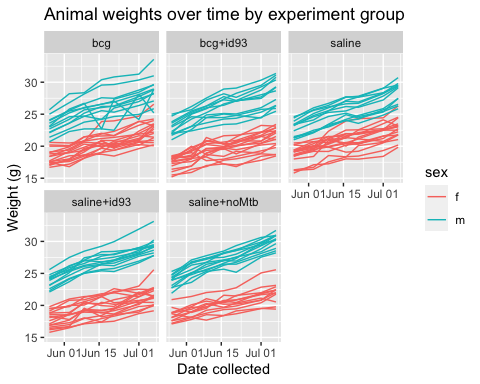 Animal weights over time by experiment group
bcg
bcg+id93
saline
30
25
20
15
Jun 01 Jun 15 Jul 01
saline+id93
saline+noMtb
30
25
20
15
Jun 01 Jun 15 Jul 01
Jun 01 Jun 15 Jul 01
Weight (g)
Date collected
sex
f
m